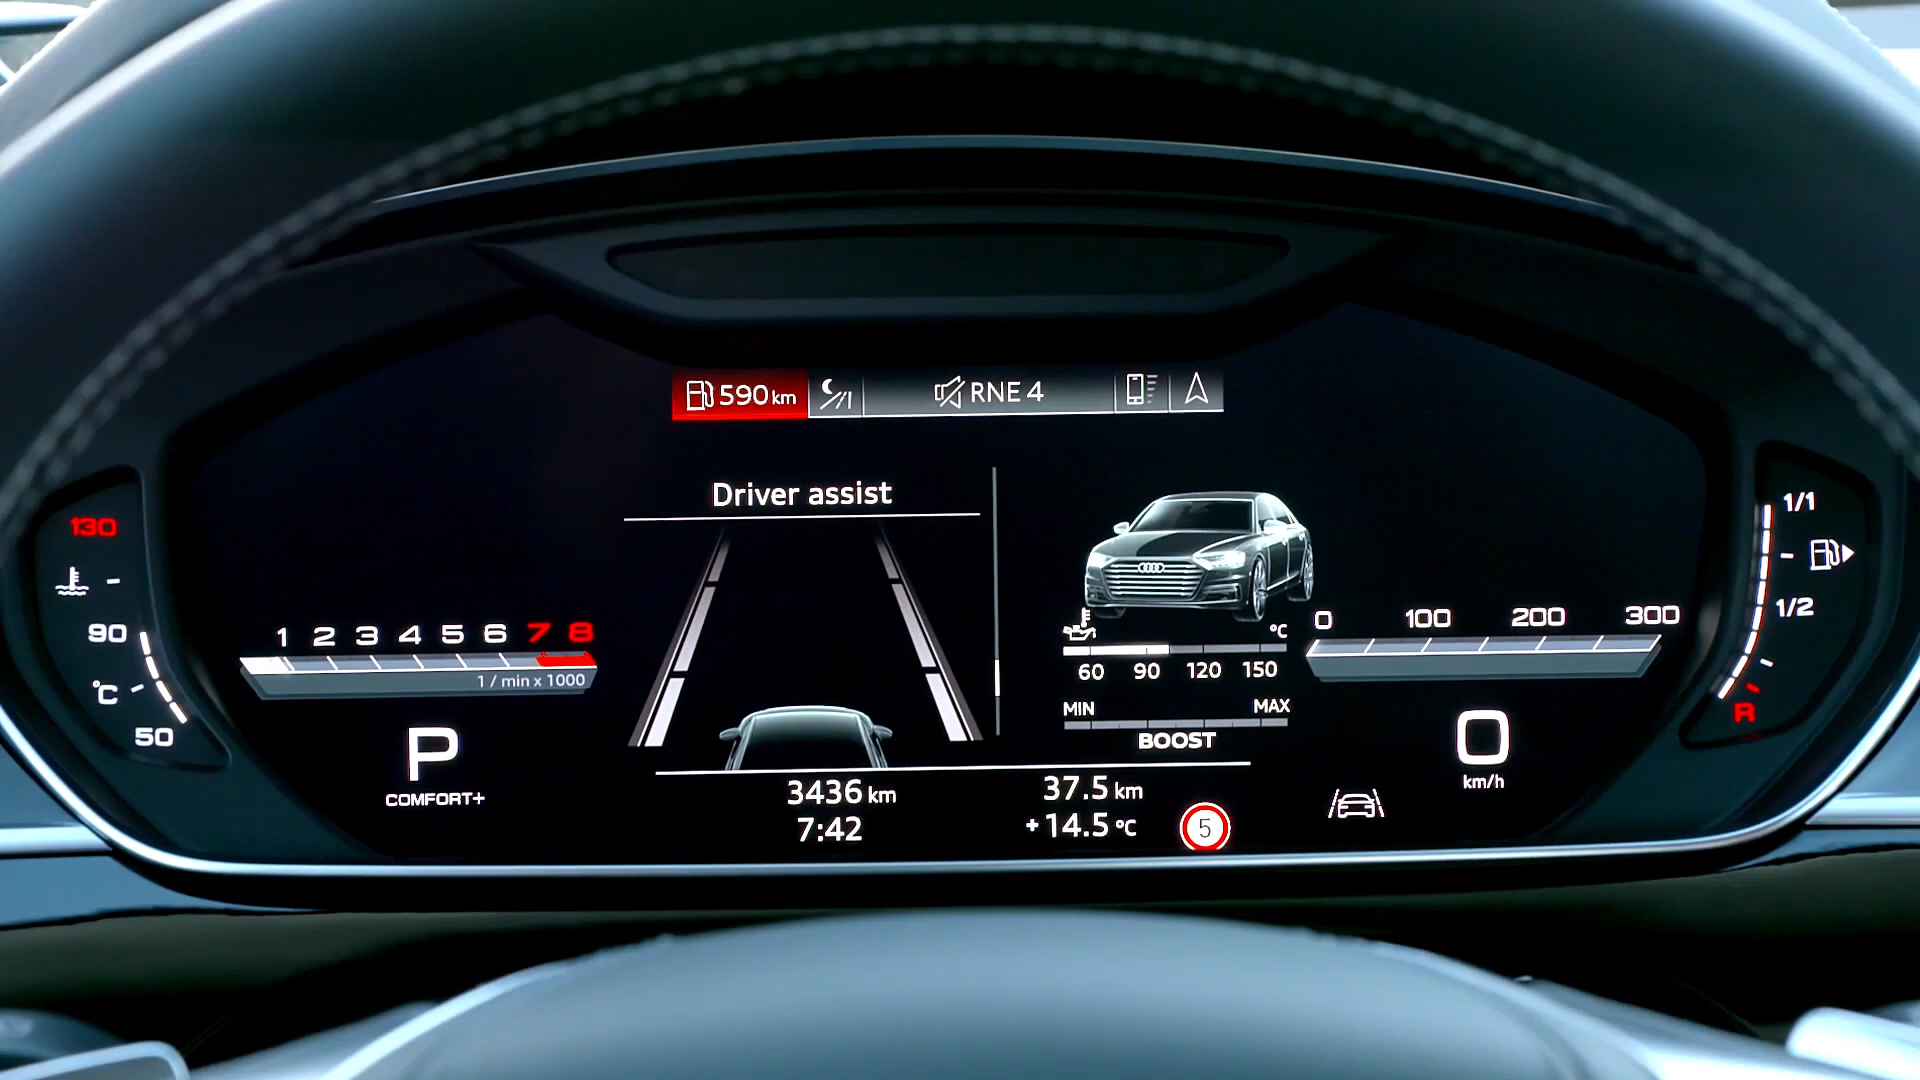 590 km
RNE 4
Driver assist
130
90
°C
50
1 2 3 4 5 6 7 8
1 / min x 1000
P
COMFORT+
°C
60 90 120 150
MIN MAX
BOOST
3436 km
7:42
37.5 km
+14.5 °C
5
0 100 200 300
0
km/h
1/1
1/2
R